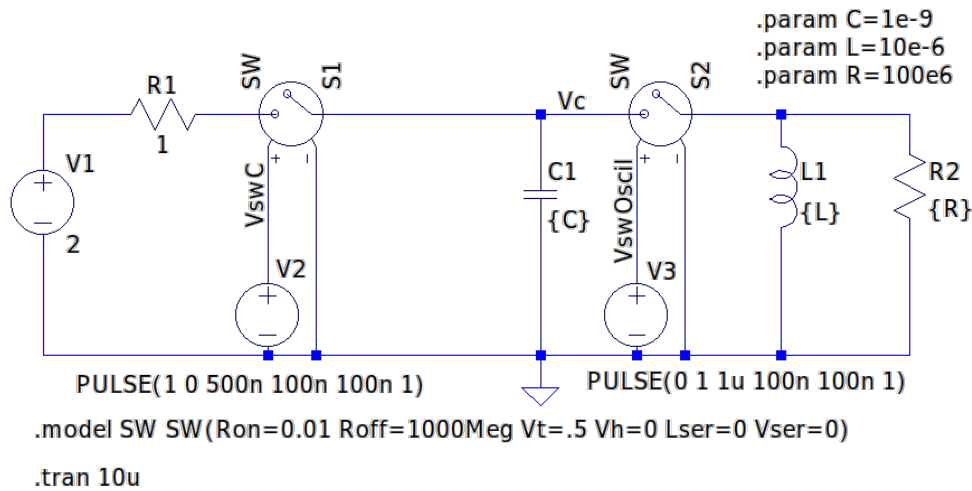 .param C=1e-9
.param L=10e-6
.param R=100e6
SW
S1
SW
S2
R1
1
Vc
V1
+
−
2
+
−
VswC
C1
{C}
+
−
VswOscil
L1
{L}
R2
{R}
V2
+
−
V3
+
−
PULSE(1 0 500n 100n 100n 1)
PULSE(0 1 1u 100n 100n 1)
.model SW SW(Ron=0.01 Roff=1000Meg Vt=.5 Vh=0 Lser=0 Vser=0)
.tran 10u